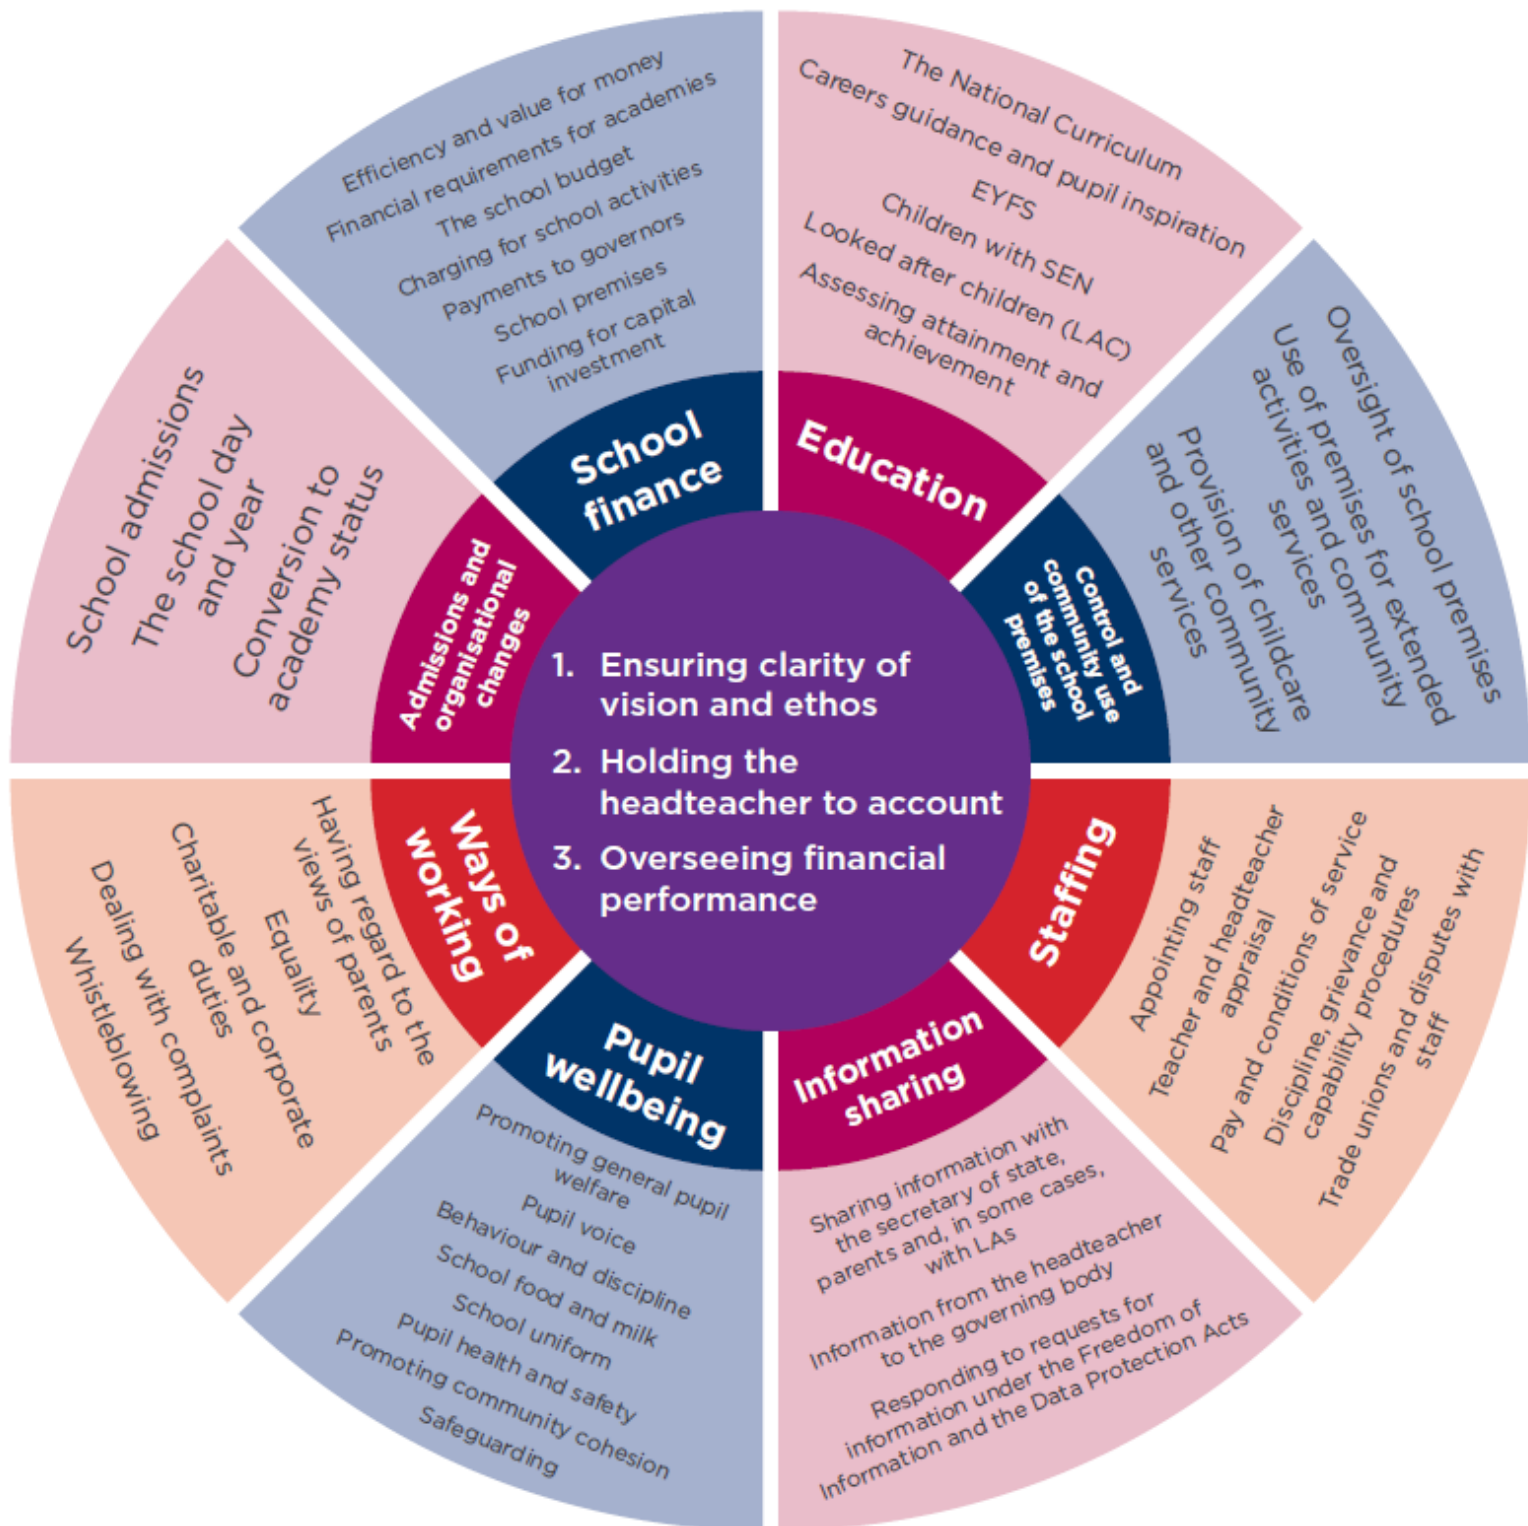 1. Ensuring clarity of
vision and ethos
2. Holding the
headteacher to account
3. Overseeing financial
performance
Education
The National Curriculum
Careers guidance and pupil inspiration
EYFS
Children with SEN
Looked after children (LAC)
Assessing attainment and
achievement
Control and
community use
of the school
premises
Oversight of school premises
Use of premises for extended
activities and community
services
Provision of childcare
and other community
services
Staffing
Appointing staff
Teacher and headteacher
appraisal
Pay and conditions of service
Discipline, grievance and
capability procedures
Trade unions and disputes with
staff
Information
sharing
Sharing information with
the secretary of state,
parents and, in some cases,
with LAs
Information from the headteacher
to the governing body
Responding to requests for
information under the Freedom of
Information and the Data Protection Acts
Pupil
wellbeing
Promoting general pupil
welfare
Pupil voice
Behaviour and discipline
School food and milk
School uniform
Pupil health and safety
Promoting community cohesion
Safeguarding
Ways of
working
Having regard to the
views of parents
Equality
Charitable and corporate
duties
Dealing with complaints
Whistleblowing
Admissions and
organisational
changes
School admissions
The school day
and year
Conversion to
academy status
School
finance
Efficiency and value for money
Financial requirements for academies
The school budget
Charging for school activities
Payments to governors
School premises
Funding for capital
investment